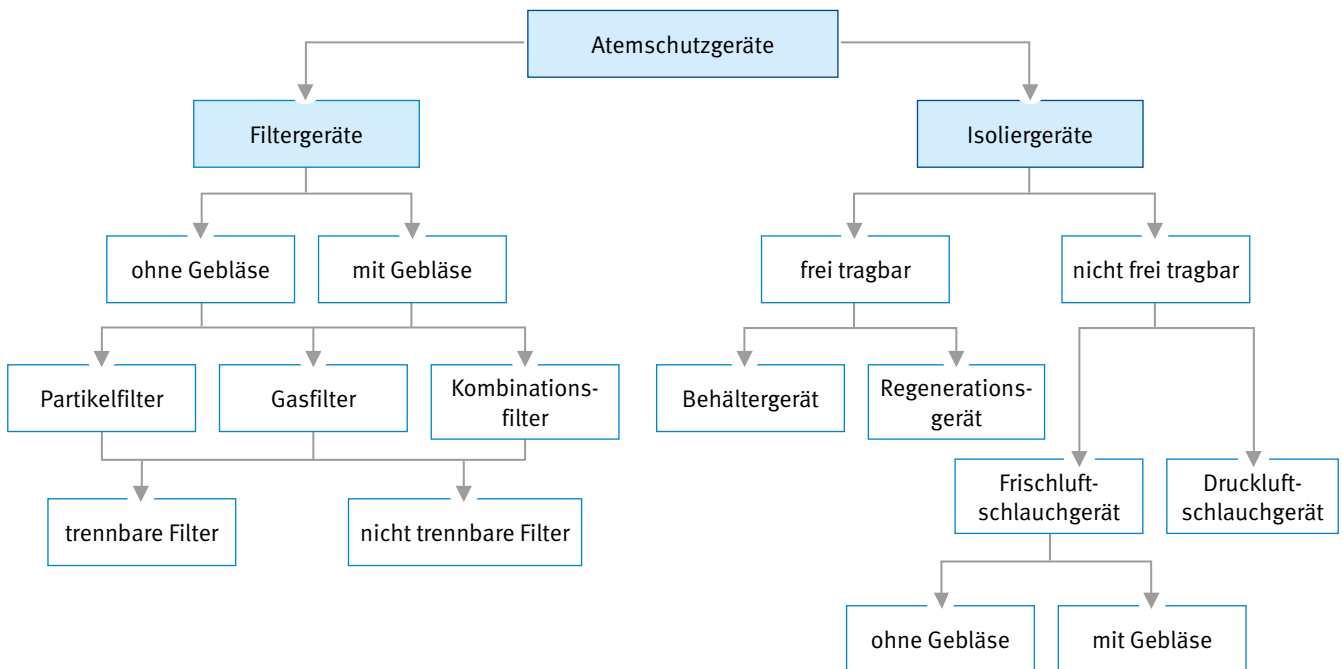 Atemschutzgeräte
Filtergeräte
Isoliergeräte
ohne Gebläse
mit Gebläse
frei tragbar
nicht frei tragbar
Partikelfilter
Gasfilter
Kombinations-
filter
Behältergerät
Regenerations-
gerät
Frischluft-
schlauchgerät
Druckluft-
schlauchgerät
trennbare Filter
nicht trennbare Filter
ohne Gebläse
mit Gebläse